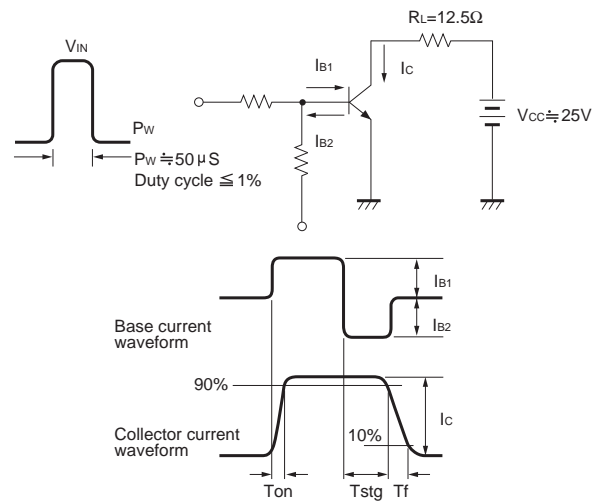 RL=12.5Ω
VIN
IB1
IC
PW
VCC≒25V
IB2
PW≒50μS
Duty cycle ≦1%
IB1
Base current
waveform
IB2
90%
Collector current
waveform
10%
IC
Ton
Tstg
Tf